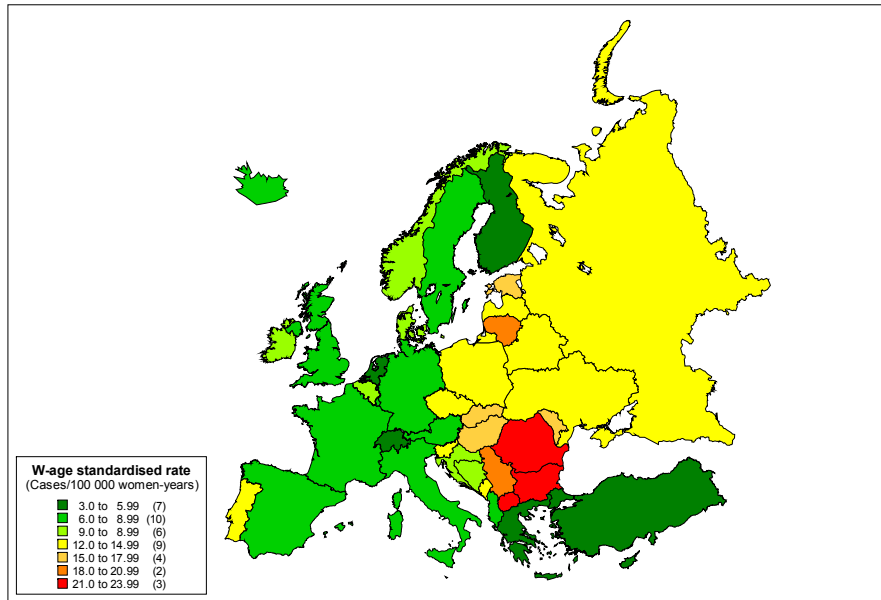 W-age standardised rate
(Cases/100 000 women-years)
3.0 to 5.99 (7)
6.0 to 8.99 (10)
9.0 to 8.99 (6)
12.0 to 14.99 (9)
15.0 to 17.99 (4)
18.0 to 20.99 (2)
21.0 to 23.99 (3)